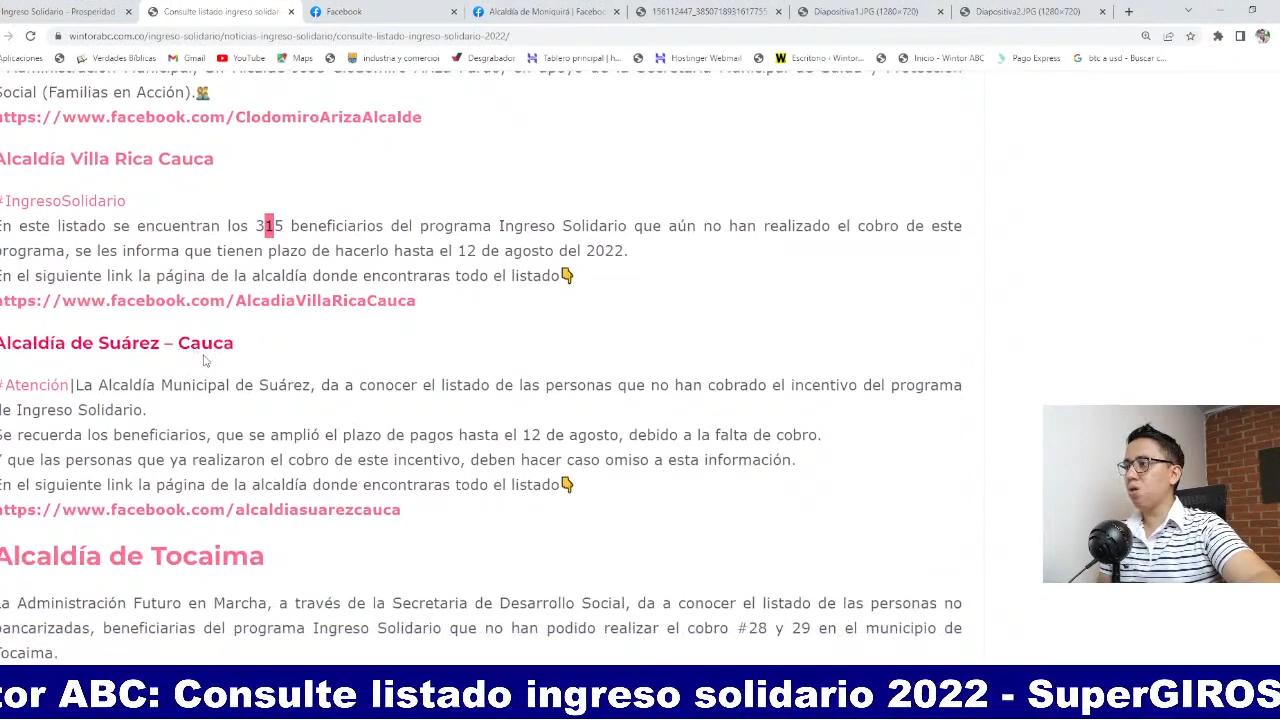 Ingreso Solidario - Prosperidad
Consulte listado ingreso solidar
Facebook
Alcaldía de Moniquirá | Faceboo
156112447_3850718931617755
Diapositiva1.JPG (1280×720)
Diapositiva2.JPG (1280×720)
wintorabc.com.co/ingreso-solidario/noticias-ingreso-solidario/consulte-listado-ingreso-solidario-2022/
Aplicaciones
Verdades Bíblicas
Gmail
YouTube
Maps
industria y comercioi
Desgrabador
Tablero principal | h...
Hostinger Webmail
Escritorio ‹ Wintor...
Inicio - Wintor ABC
Pago Express
btc a usd - Buscar c...
Social (Familias en Acción).
https://www.facebook.com/ClodomiroArizaAlcalde
Alcaldía Villa Rica Cauca
#IngresoSolidario
En este listado se encuentran los 315 beneficiarios del programa Ingreso Solidario que aún no han realizado el cobro de este
programa, se les informa que tienen plazo de hacerlo hasta el 12 de agosto del 2022.
En el siguiente link la página de la alcaldía donde encontraras todo el listado👇
https://www.facebook.com/AlcadiaVillaRicaCauca
Alcaldía de Suárez – Cauca
#Atención|La Alcaldía Municipal de Suárez, da a conocer el listado de las personas que no han cobrado el incentivo del programa
de Ingreso Solidario.
Se recuerda los beneficiarios, que se amplió el plazo de pagos hasta el 12 de agosto, debido a la falta de cobro.
Y que las personas que ya realizaron el cobro de este incentivo, deben hacer caso omiso a esta información.
En el siguiente link la página de la alcaldía donde encontraras todo el listado👇
https://www.facebook.com/alcaldiasuarezcauca
Alcaldía de Tocaima
La Administración Futuro en Marcha, a través de la Secretaria de Desarrollo Social, da a conocer el listado de las personas no
bancarizadas, beneficiarias del programa Ingreso Solidario que no han podido realizar el cobro #28 y 29 en el municipio de
Tocaima.
tor ABC: Consulte listado ingreso solidario 2022 - SuperGIROS